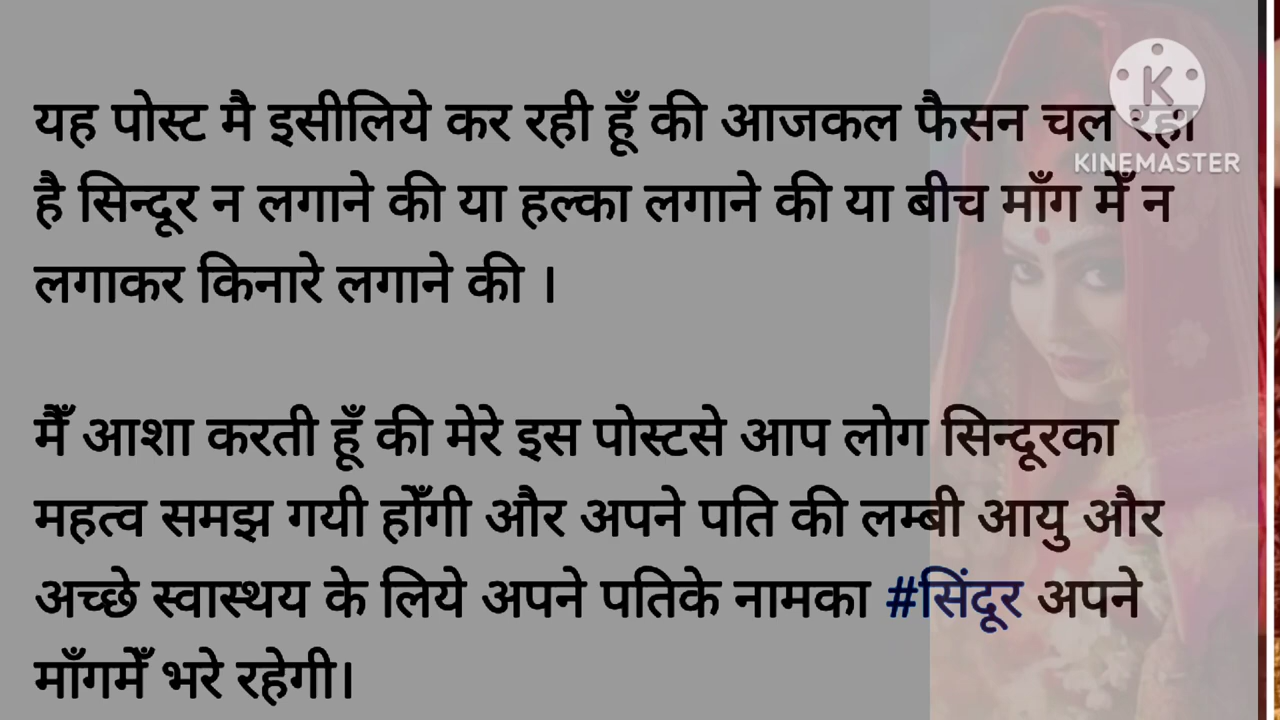 यह पोस्ट मै इसीलिये कर रही हूँ की आजकल फैसन चल रहा
है सिन्दूर न लगाने की या हल्का लगाने की या बीच माँग मेँ न
लगाकर किनारे लगाने की ।
मैँ आशा करती हूँ की मेरे इस पोस्टसे आप लोग सिन्दूरका
महत्व समझ गयी होँगी और अपने पति की लम्बी आयु और
अच्छे स्वास्थय के लिये अपने पतिके नामका #सिंदूर अपने
माँगमेँ भरे रहेगी।
K
KINEMASTER